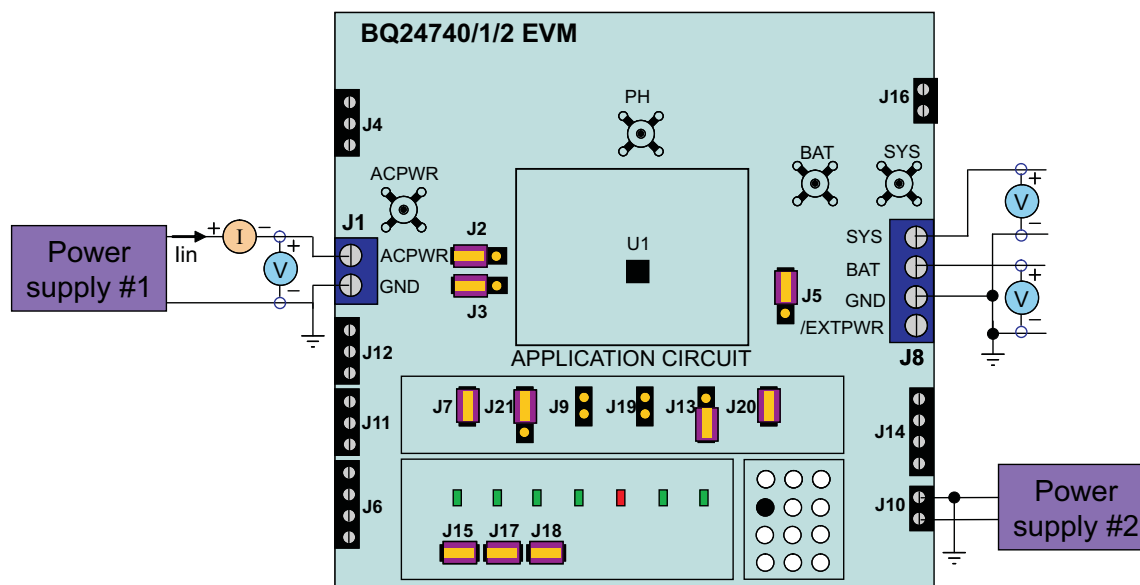 BQ24740/1/2 EVM
J4
PH
J16
ACPWR
BAT
SYS
J1
J2
Power
supply #1
+
I
−
Iin
+
V
−
ACPWR
GND
J3
U1
J5
SYS
BAT
GND
/EXTPWR
J8
+
V
−
+
V
−
J12
APPLICATION CIRCUIT
J7
J21
J9
J19
J13
J20
J11
J14
J6
J15
J17
J18
J10
Power
supply #2